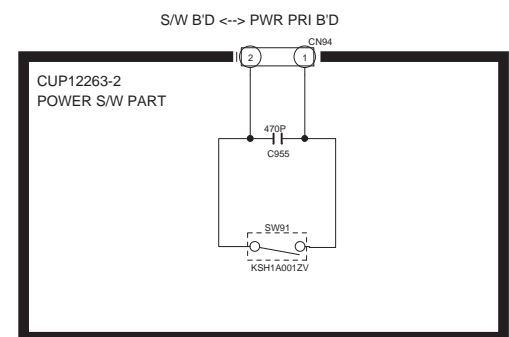 S/W B'D <--> PWR PRI B'D
CN94
2
1
CUP12263-2
POWER S/W PART
470P
C955
SW91
KSH1A001ZV